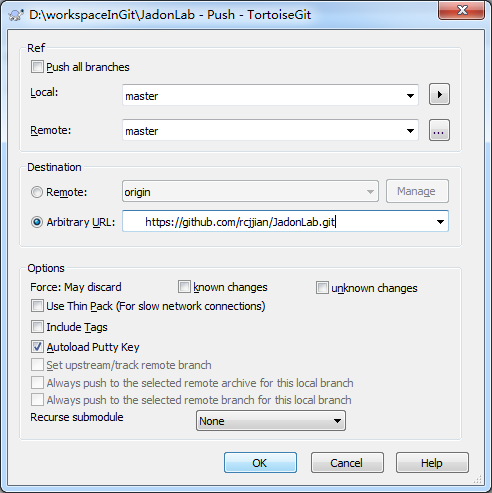 D:\workspaceInGit\JadonLab - Push - TortoiseGit
Ref
Push all branches
Local:
master
Remote:
master
...
Destination
Remote:
origin
Manage
Arbitrary URL:
https://github.com/rcjjian/JadonLab.git
Options
Force: May discard
known changes
unknown changes
Use Thin Pack (For slow network connections)
Include Tags
Autoload Putty Key
Set upstream/track remote branch
Always push to the selected remote archive for this local branch
Always push to the selected remote branch for this local branch
Recurse submodule
None
OK
Cancel
Help